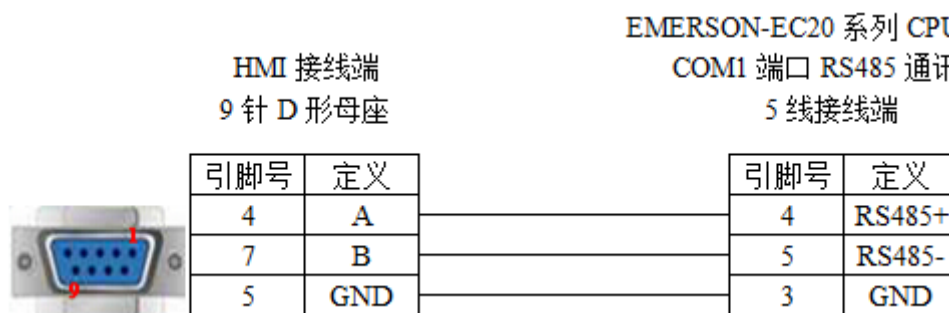 EMERSON-EC20 系列 CPU
HMI 接线端
COM1 端口 RS485 通讯
9 针 D 形母座
5 线接线端
引脚号 定义 引脚号 定义
4 A 4 RS485+
1
7 B 5 RS485-
9
5 GND 3 GND